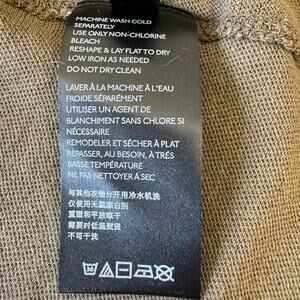 MACHINE WASH COLD
SEPARATELY
USE ONLY NON-CHLORINE
BLEACH
RESHAPE & LAY FLAT TO DRY
LOW IRON AS NEEDED
DO NOT DRY CLEAN
LAVER À LA MACHINE À L'EAU
FROIDE SÉPARÉMENT
UTILISER UN AGENT DE
BLANCHIMENT SANS CHLORE SI
NÉCESSAIRE
REMODELER ET SÉCHER À PLAT
REPASSER, AU BESOIN, À TRÉS
BASSE TEMPÉRATURE
NE PAS NETTOYER À SEC
与其他衣物分开用冷水机洗
仅使用无氯漂白剂
重塑和平放晾干
需要时低温熨烫
不可干洗
30